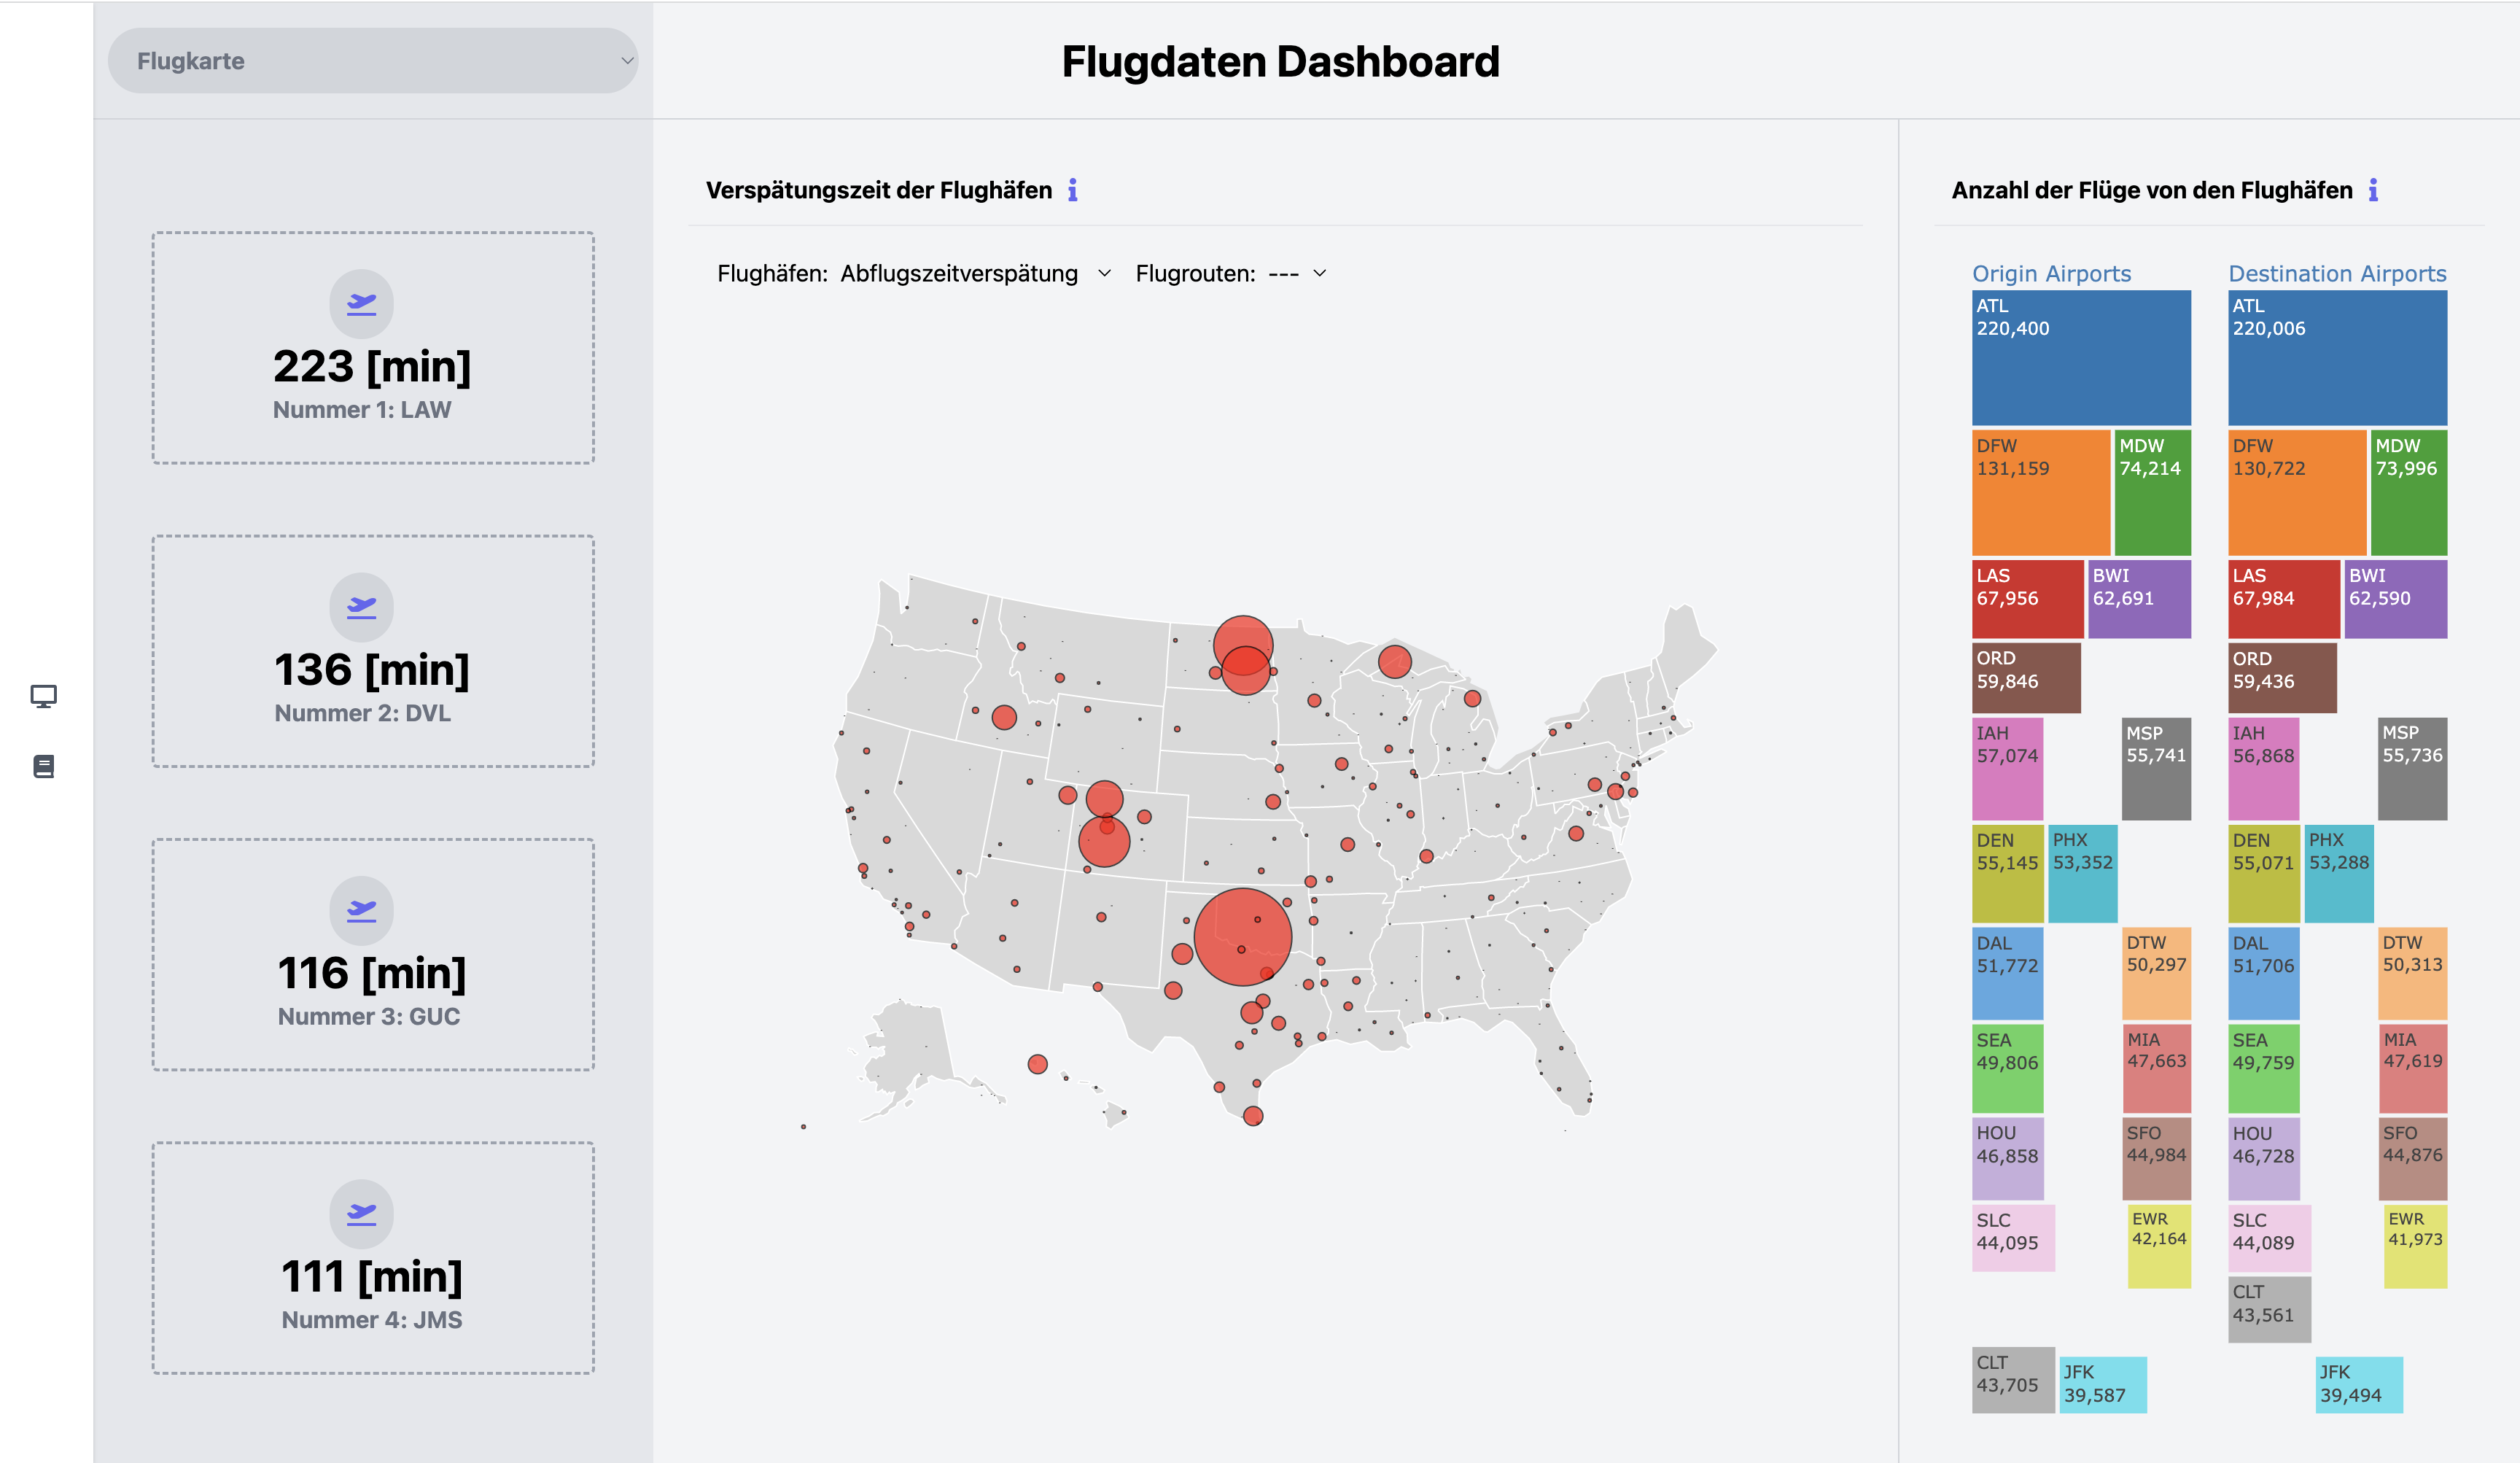 Flugkarte
Flugdaten Dashboard
223 [min]
Nummer 1: LAW
136 [min]
Nummer 2: DVL
116 [min]
Nummer 3: GUC
111 [min]
Nummer 4: JMS
Verspätungszeit der Flughäfen
Flughäfen: Abflugszeitverspätung Flugrouten: ---
Anzahl der Flüge von den Flughäfen
Origin Airports
ATL
220,400
DFW
131,159
MDW
74,214
LAS
67,956
BWI
62,691
ORD
59,846
IAH
57,074
MSP
55,741
DEN
55,145
PHX
53,352
DAL
51,772
DTW
50,297
SEA
49,806
MIA
47,663
HOU
46,858
SFO
44,984
SLC
44,095
EWR
42,164
CLT
43,705
JFK
39,587
Destination Airports
ATL
220,006
DFW
130,722
MDW
73,996
LAS
67,984
BWI
62,590
ORD
59,436
IAH
56,868
MSP
55,736
DEN
55,071
PHX
53,288
DAL
51,706
DTW
50,313
SEA
49,759
MIA
47,619
HOU
46,728
SFO
44,876
SLC
44,089
EWR
41,973
CLT
43,561
JFK
39,494